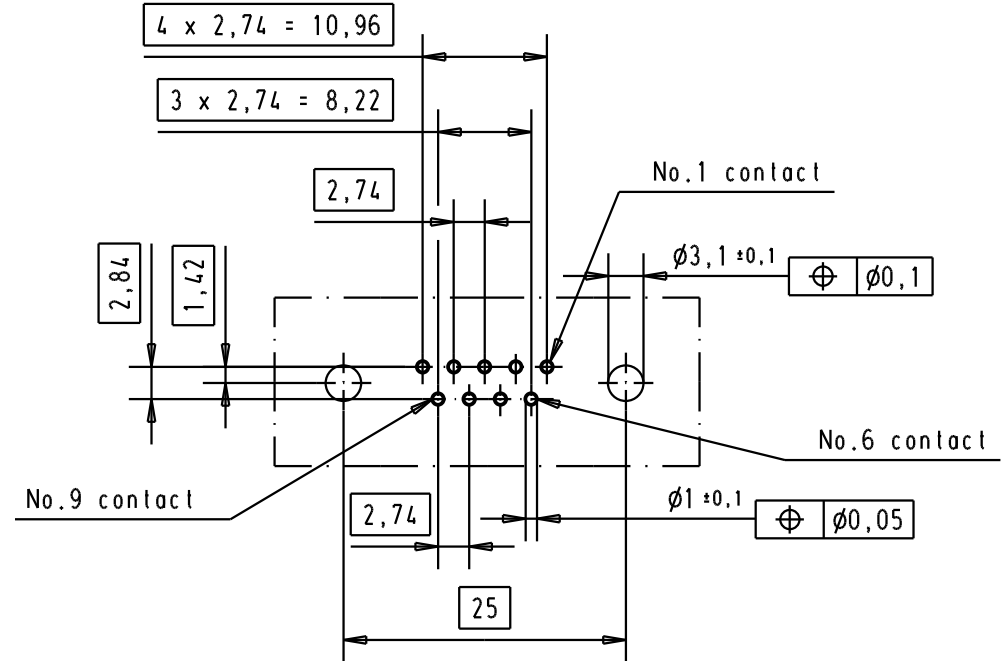 4 x 2,74 = 10,96
3 x 2,74 = 8,22
2,74
No.1 contact
2,84
1,42
ø3,1 ±0,1
⌖ ø0,1
No.6 contact
No.9 contact
2,74
ø1 ±0,1
⌖ ø0,05
25